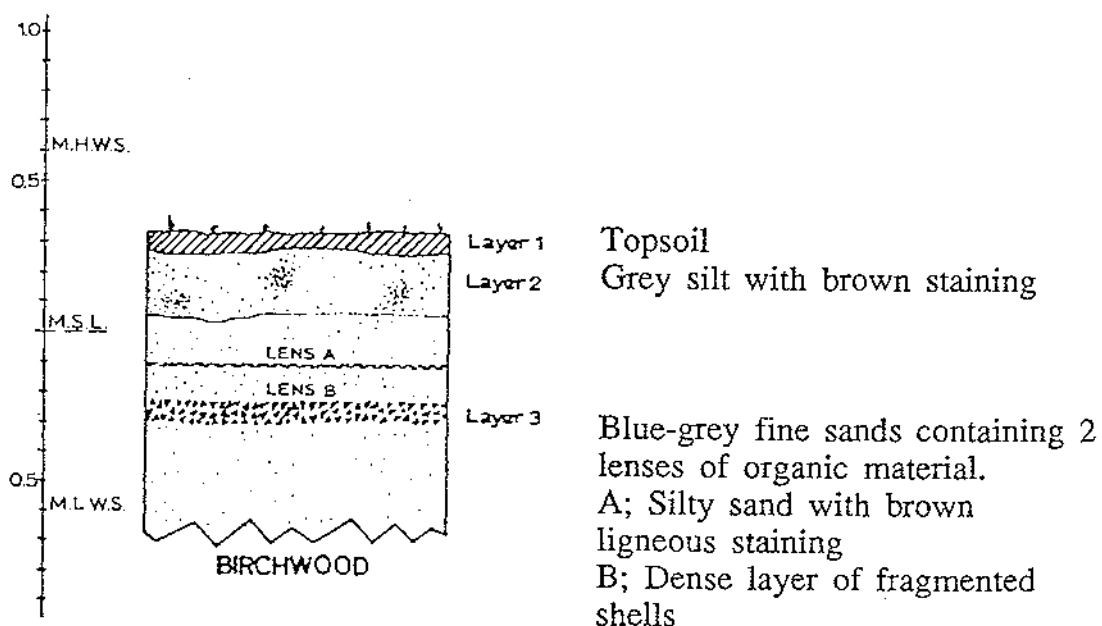 1.0
M.H.W.S.
0.5
Layer 1 Topsoil
Layer 2 Grey silt with brown staining
M.S.L.
LENS A
LENS B
Layer 3
Blue-grey fine sands containing 2
lenses of organic material.
0.5
M.L.W.S.
A; Silty sand with brown
ligneous staining
BIRCHWOOD
B; Dense layer of fragmented
shells